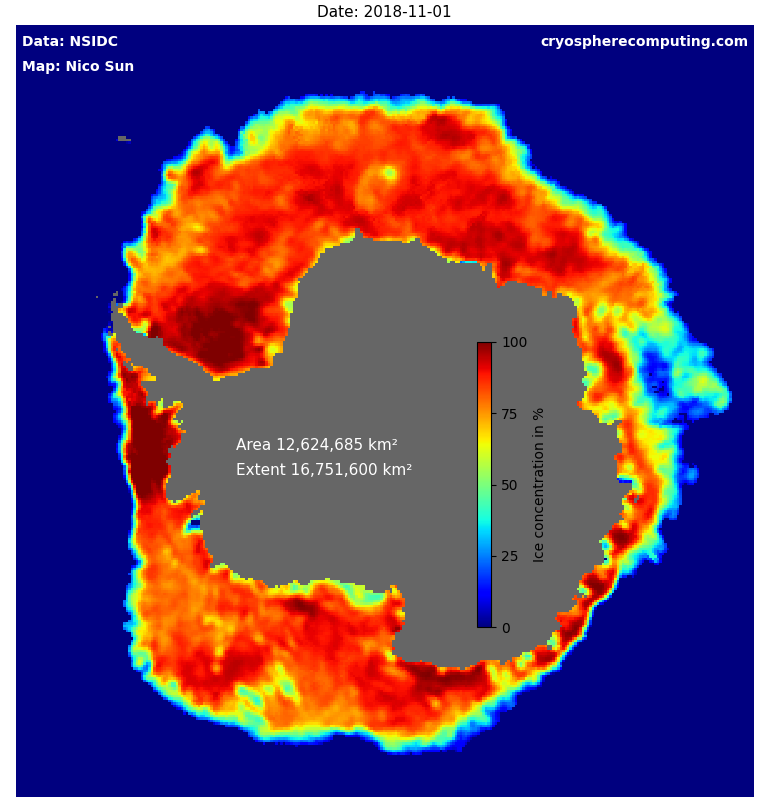 Date: 2018-11-01
Data: NSIDC
cryospherecomputing.com
Map: Nico Sun
100
75
50
25
0
Ice concentration in %
Area 12,624,685 km²
Extent 16,751,600 km²